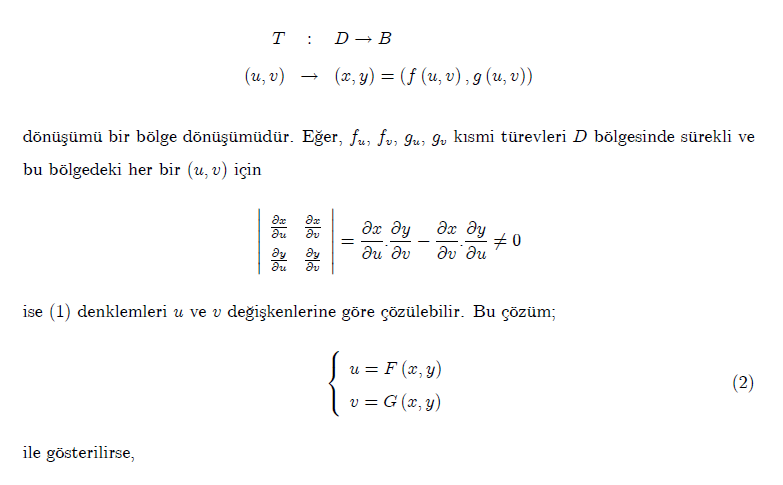 T : D → B
(u, v) → (x, y) = (f (u, v) , g (u, v))
dönüşümü bir bölge dönüşümüdür. Eğer, f_u, f_v, g_u, g_v kısmi türevleri D bölgesinde sürekli ve
bu bölgedeki her bir (u, v) için
| ∂x/∂u ∂x/∂v ; ∂y/∂u ∂y/∂v | = ∂x/∂u . ∂y/∂v − ∂x/∂v . ∂y/∂u ≠ 0
ise (1) denklemleri u ve v değişkenlerine göre çözülebilir. Bu çözüm;
{ u = F (x, y)
v = G (x, y) (2)
ile gösterilirse,